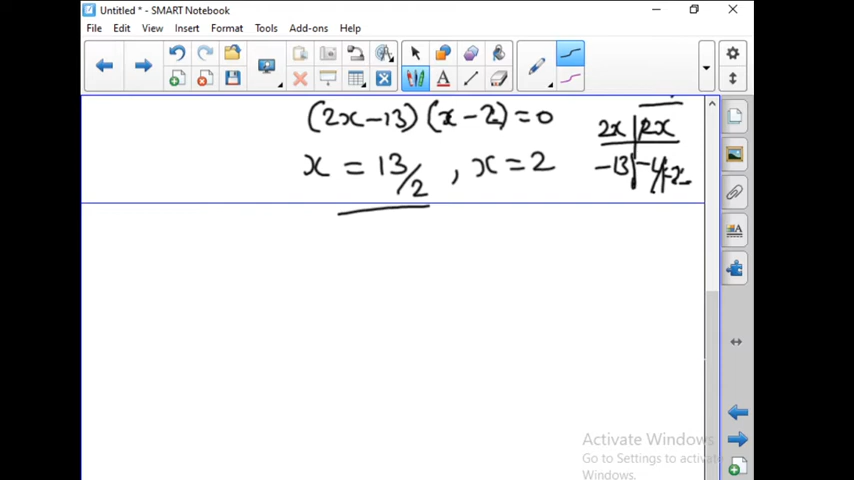 Untitled * - SMART Notebook
File Edit View Insert Format Tools Add-ons Help
(2x-13) (x-2) = 0
2x | 2x
x = 13/2 , x = 2
-13 | -4
Activate Windows
Go to Settings to activate
Windows.